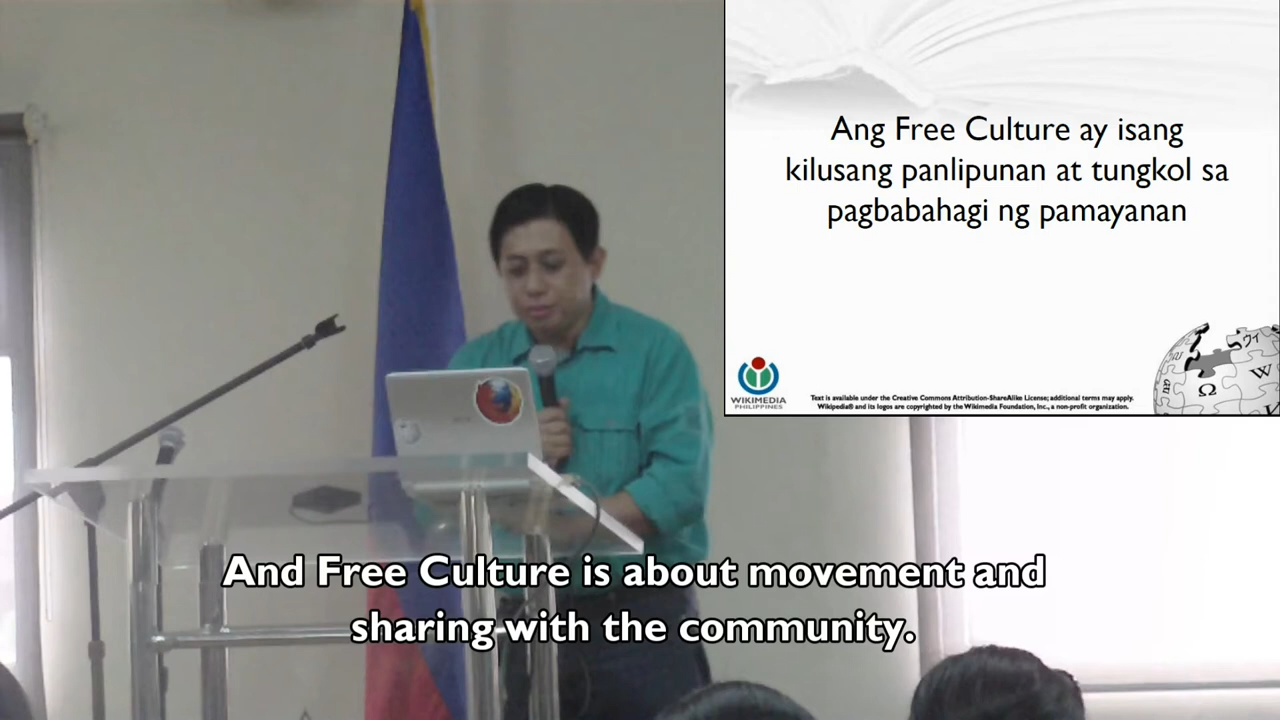 Ang Free Culture ay isang
kilusang panlipunan at tungkol sa
pagbabahagi ng pamayanan
WIKIMEDIA
PHILIPPINES
Text is available under the Creative Commons Attribution-ShareAlike License; additional terms may apply.
Wikipedia® and its logos are copyrighted by the Wikimedia Foundation, Inc., a non-profit organization.
Ω
W
And Free Culture is about movement and
sharing with the community.